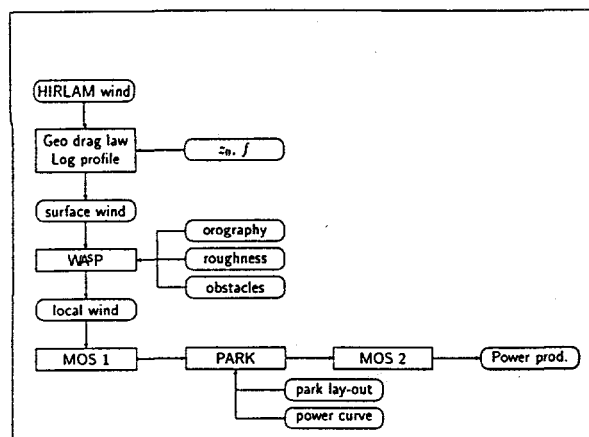 HIRLAM wind
Geo drag law
Log profile
z₀, f
surface wind
orography
WAsP
roughness
obstacles
local wind
MOS 1
PARK
MOS 2
Power prod.
park lay-out
power curve